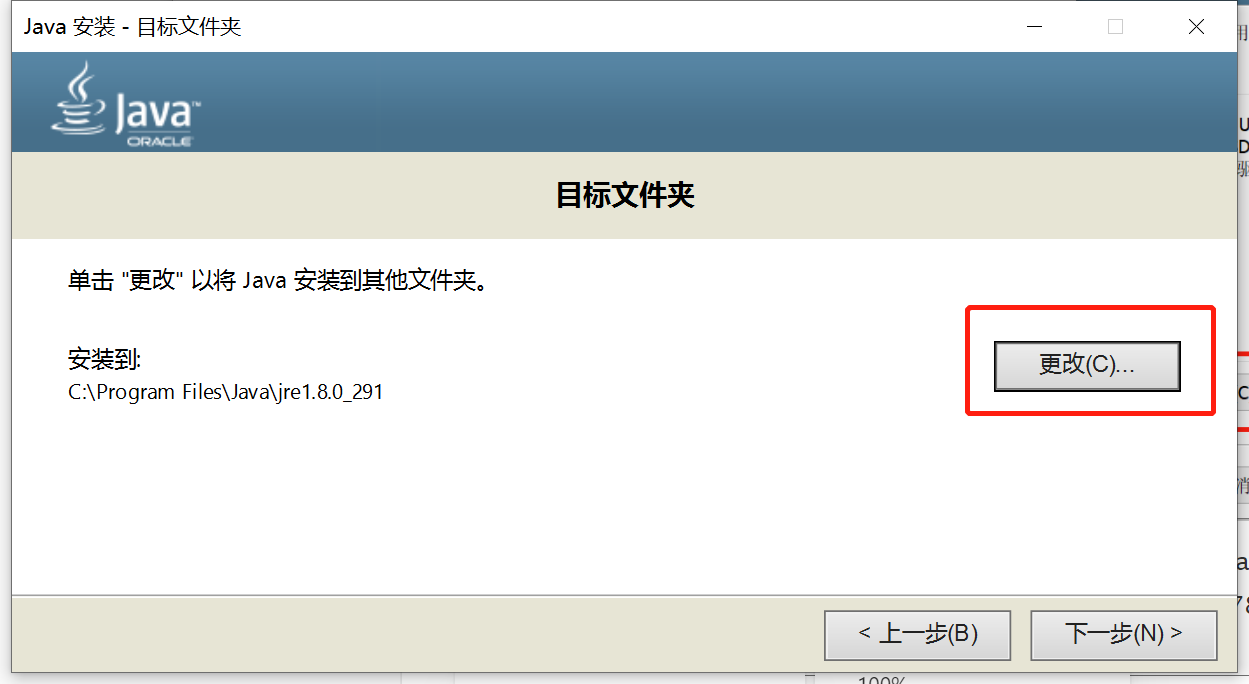 Java 安装 - 目标文件夹
Java™
ORACLE
目标文件夹
单击 "更改" 以将 Java 安装到其他文件夹。
安装到:
C:\Program Files\Java\jre1.8.0_291
更改(C)...
< 上一步(B)
下一步(N) >
100%